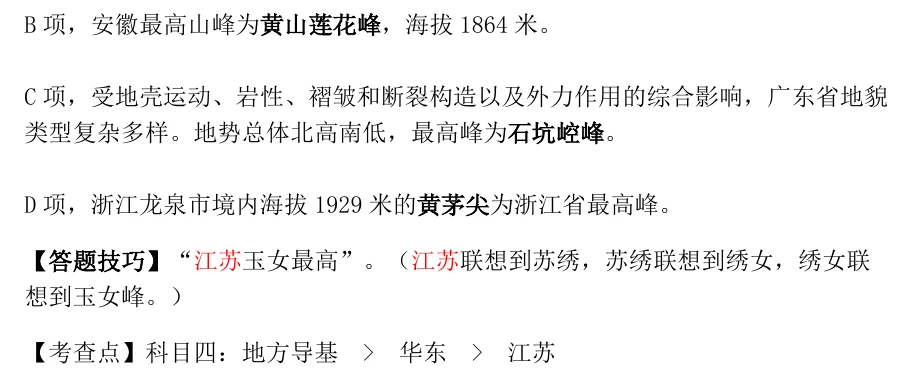 B 项，安徽最高山峰为黄山莲花峰，海拔 1864 米。
C 项，受地壳运动、岩性、褶皱和断裂构造以及外力作用的综合影响，广东省地貌
类型复杂多样。地势总体北高南低，最高峰为石坑崆峰。
D 项，浙江龙泉市境内海拔 1929 米的黄茅尖为浙江省最高峰。
【答题技巧】“江苏玉女最高”。（江苏联想到苏绣，苏绣联想到绣女，绣女联
想到玉女峰。）
【考查点】科目四：地方导基 > 华东 > 江苏